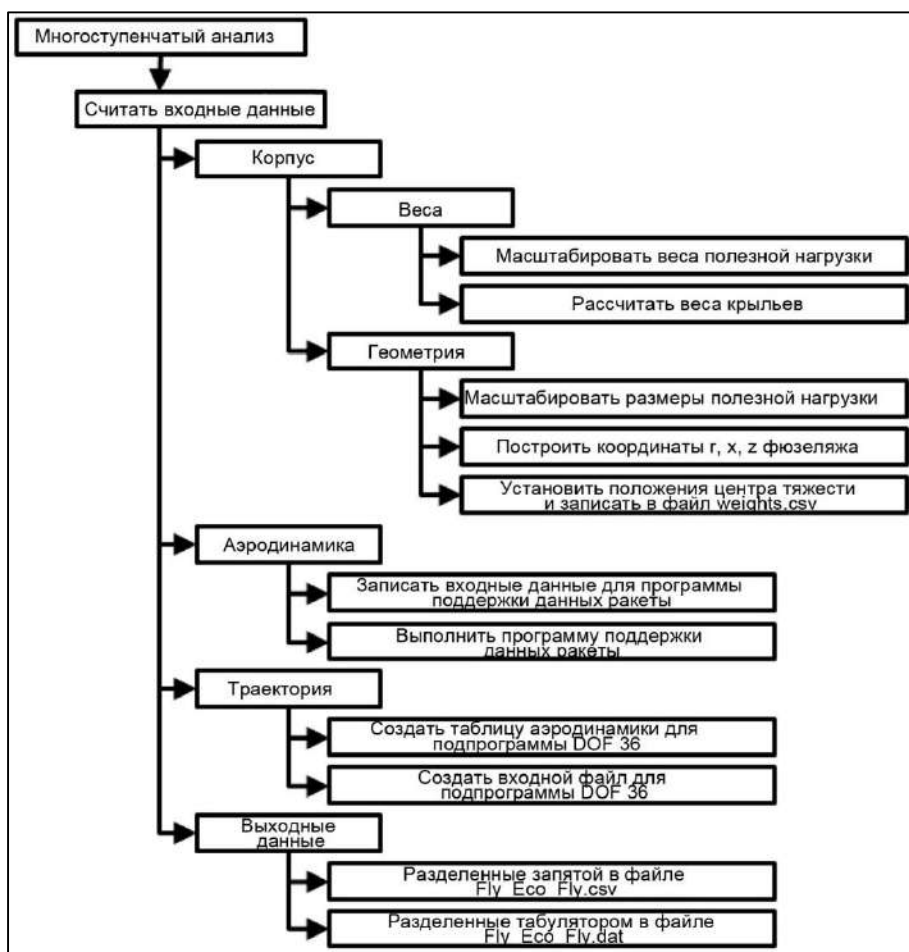 Многоступенчатый анализ
Считать входные данные
Корпус
Веса
Масштабировать веса полезной нагрузки
Рассчитать веса крыльев
Геометрия
Масштабировать размеры полезной нагрузки
Построить координаты r, x, z фюзеляжа
Установить положения центра тяжести
и записать в файл weights.csv
Аэродинамика
Записать входные данные для программы
поддержки данных ракеты
Выполнить программу поддержки
данных ракеты
Траектория
Создать таблицу аэродинамики для
подпрограммы DOF 36
Создать входной файл для
подпрограммы DOF 36
Выходные
данные
Разделенные запятой в файле
Fly_Eco_Fly.csv
Разделенные табулятором в файле
Fly_Eco_Fly.dat